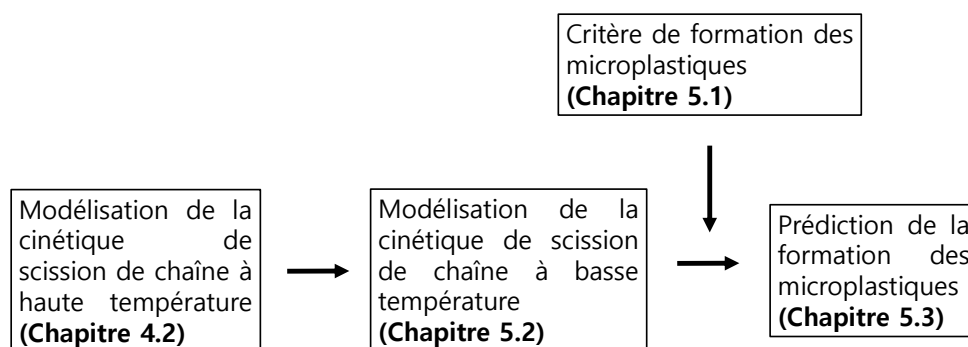 Critère de formation des
microplastiques
(Chapitre 5.1)
Modélisation de la
cinétique de
scission de chaîne à
haute température
(Chapitre 4.2)
Modélisation de la
cinétique de scission
de chaîne à basse
température
(Chapitre 5.2)
Prédiction de la
formation des
microplastiques
(Chapitre 5.3)